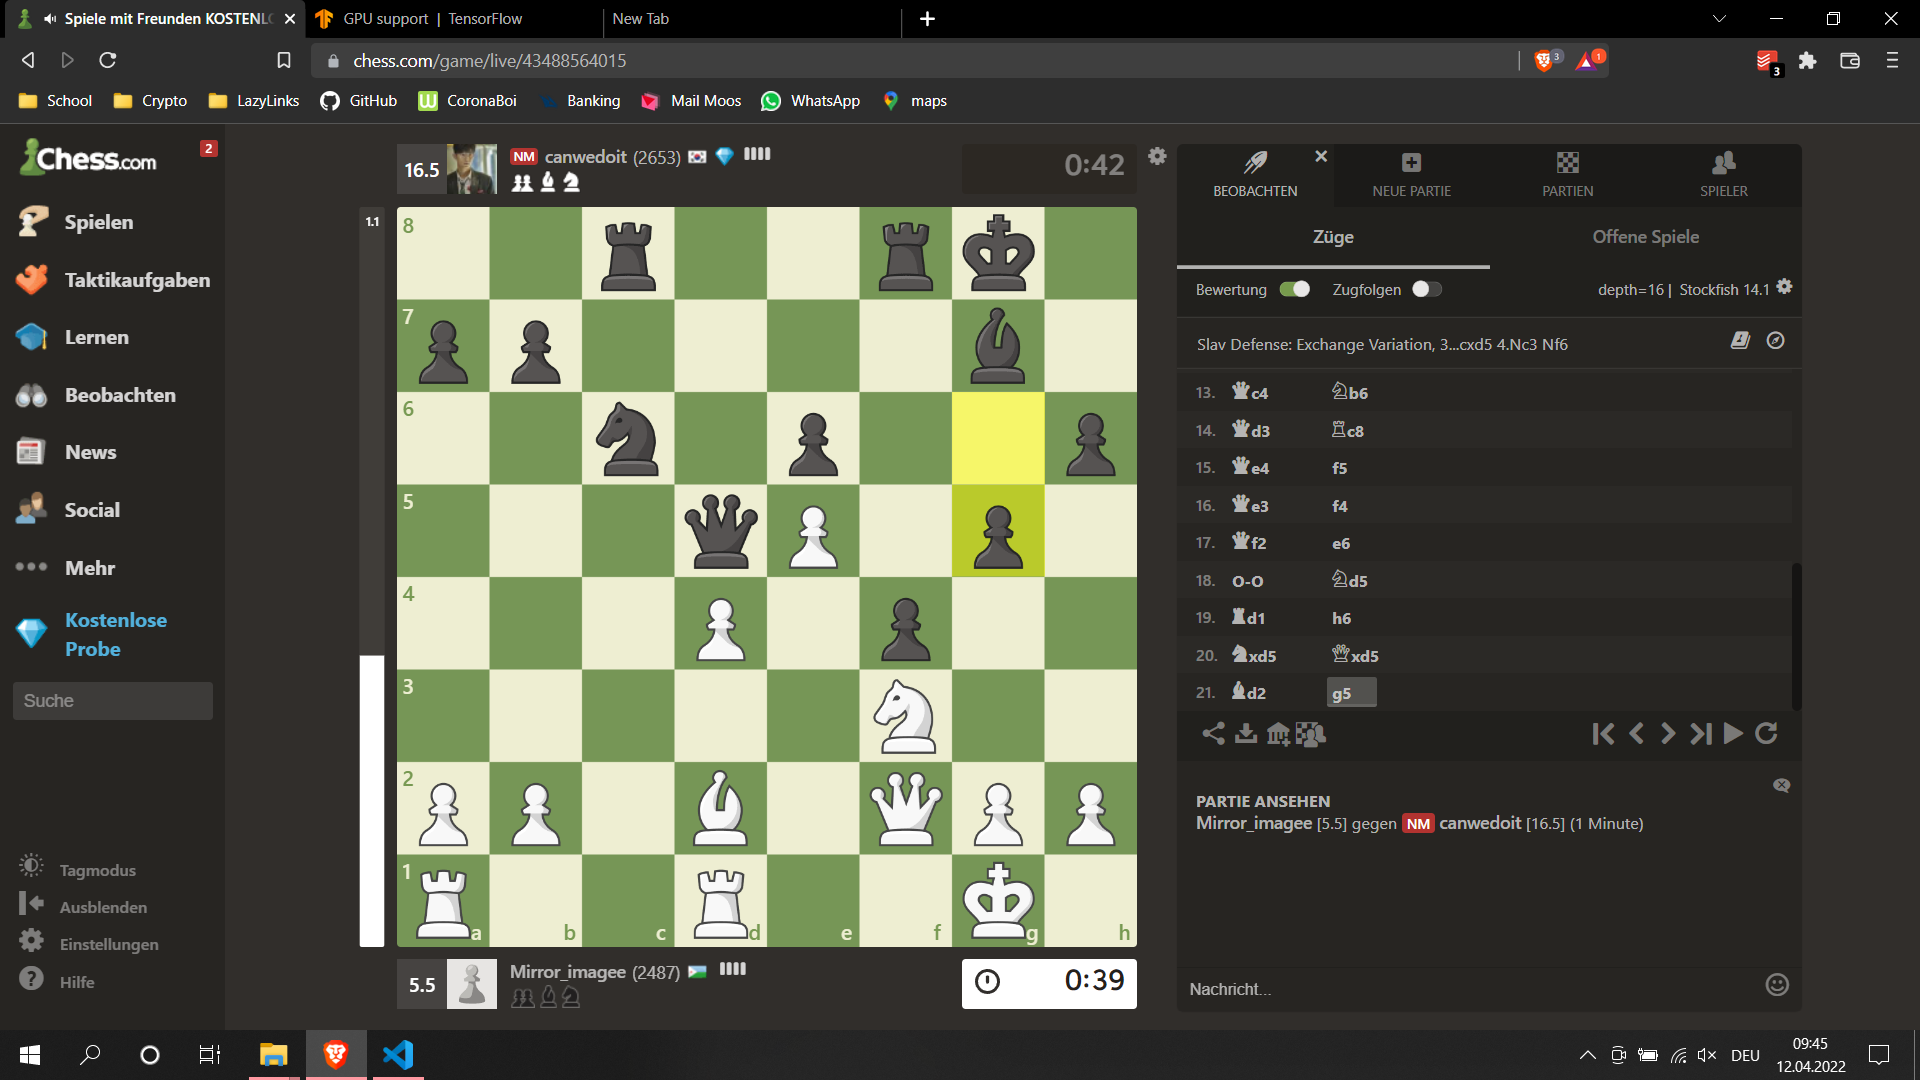 Spiele mit Freunden KOSTENLO
GPU support | TensorFlow
New Tab
chess.com/game/live/43488564015
3
1
3
School
Crypto
LazyLinks
GitHub
CoronaBoi
Banking
Mail Moos
WhatsApp
maps
Chess.com
2
Spielen
Taktikaufgaben
Lernen
Beobachten
News
Social
Mehr
Kostenlose
Probe
Suche
Tagmodus
Ausblenden
Einstellungen
Hilfe
16.5
NM canwedoit (2653)
0:42
1.1
8
7
6
5
4
3
2
1
a b c d e f g h
5.5
Mirror_imagee (2487)
0:39
BEOBACHTEN
NEUE PARTIE
PARTIEN
SPIELER
Züge
Offene Spiele
Bewertung
Zugfolgen
depth=16 | Stockfish 14.1
Slav Defense: Exchange Variation, 3...cxd5 4.Nc3 Nf6
13. ♛c4 ♘b6
14. ♛d3 ♖c8
15. ♛e4 f5
16. ♛e3 f4
17. ♛f2 e6
18. O-O ♘d5
19. ♜d1 h6
20. ♞xd5 ♕xd5
21. ♝d2 g5
PARTIE ANSEHEN
Mirror_imagee [5.5] gegen NM canwedoit [16.5] (1 Minute)
Nachricht...
DEU
09:45
12.04.2022